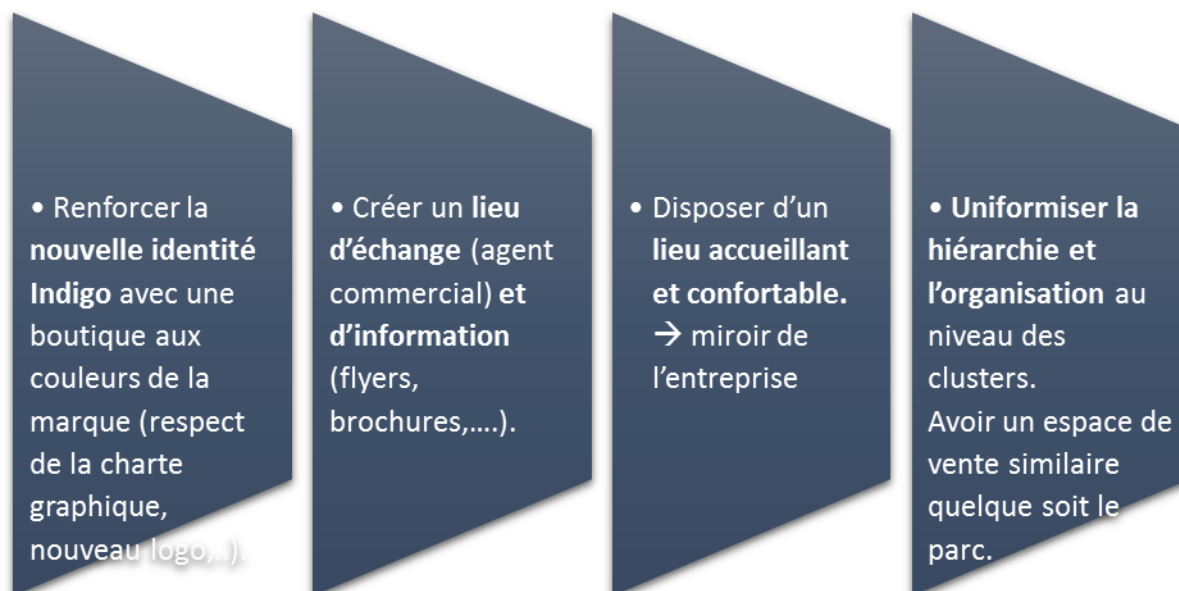 • Renforcer la
nouvelle identité
Indigo avec une
boutique aux
couleurs de la
marque (respect
de la charte
graphique,
nouveau logo,..).
• Créer un lieu
d’échange (agent
commercial) et
d’information
(flyers,
brochures,....).
• Disposer d’un
lieu accueillant
et confortable.
→ miroir de
l’entreprise
• Uniformiser la
hiérarchie et
l’organisation au
niveau des
clusters.
Avoir un espace de
vente similaire
quelque soit le
parc.